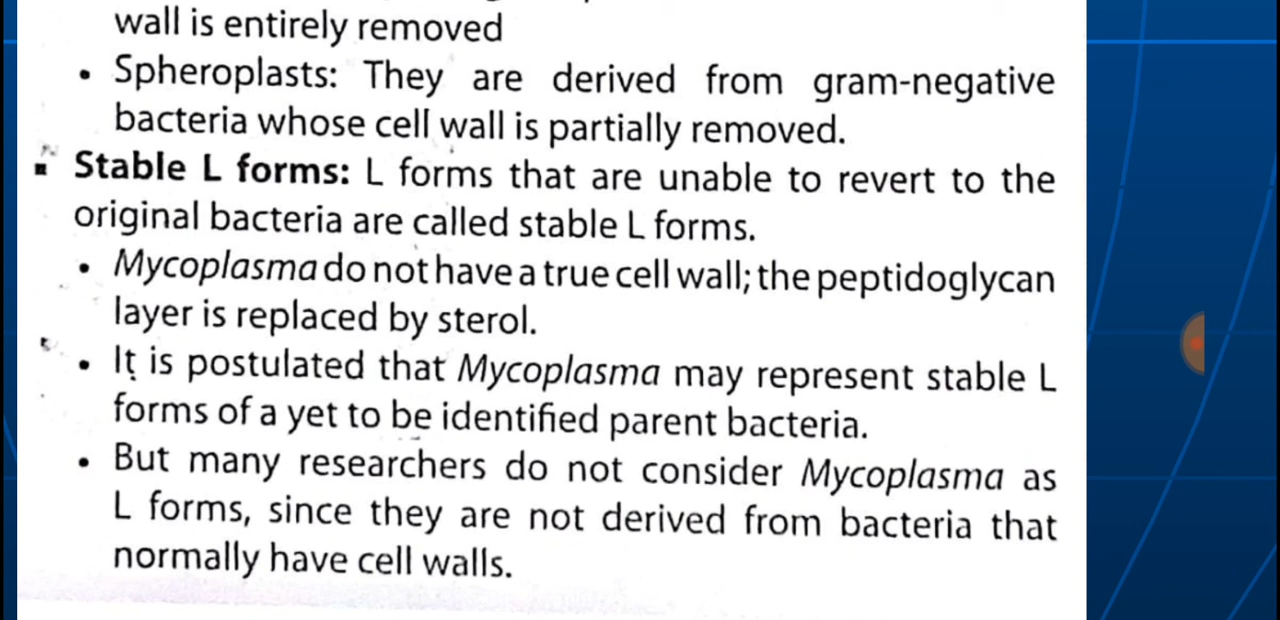 wall is entirely removed
• Spheroplasts: They are derived from gram-negative
bacteria whose cell wall is partially removed.
▪ Stable L forms: L forms that are unable to revert to the
original bacteria are called stable L forms.
• Mycoplasma do not have a true cell wall; the peptidoglycan
layer is replaced by sterol.
• It is postulated that Mycoplasma may represent stable L
forms of a yet to be identified parent bacteria.
• But many researchers do not consider Mycoplasma as
L forms, since they are not derived from bacteria that
normally have cell walls.